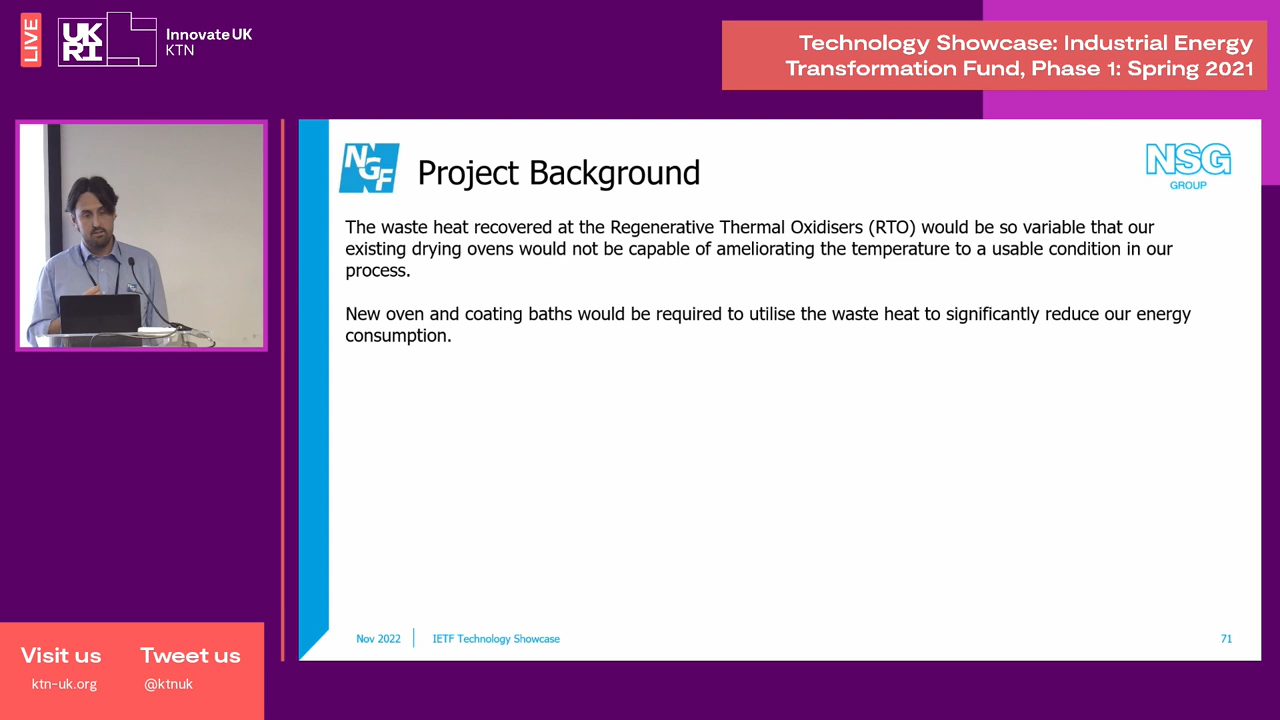 LIVE
UK
RI
Innovate UK
KTN
Technology Showcase: Industrial Energy
Transformation Fund, Phase 1: Spring 2021
NGF
Project Background
NSG
GROUP
The waste heat recovered at the Regenerative Thermal Oxidisers (RTO) would be so variable that our
existing drying ovens would not be capable of ameliorating the temperature to a usable condition in our
process.
New oven and coating baths would be required to utilise the waste heat to significantly reduce our energy
consumption.
Nov 2022
IETF Technology Showcase
71
Visit us
Tweet us
ktn-uk.org
@ktnuk